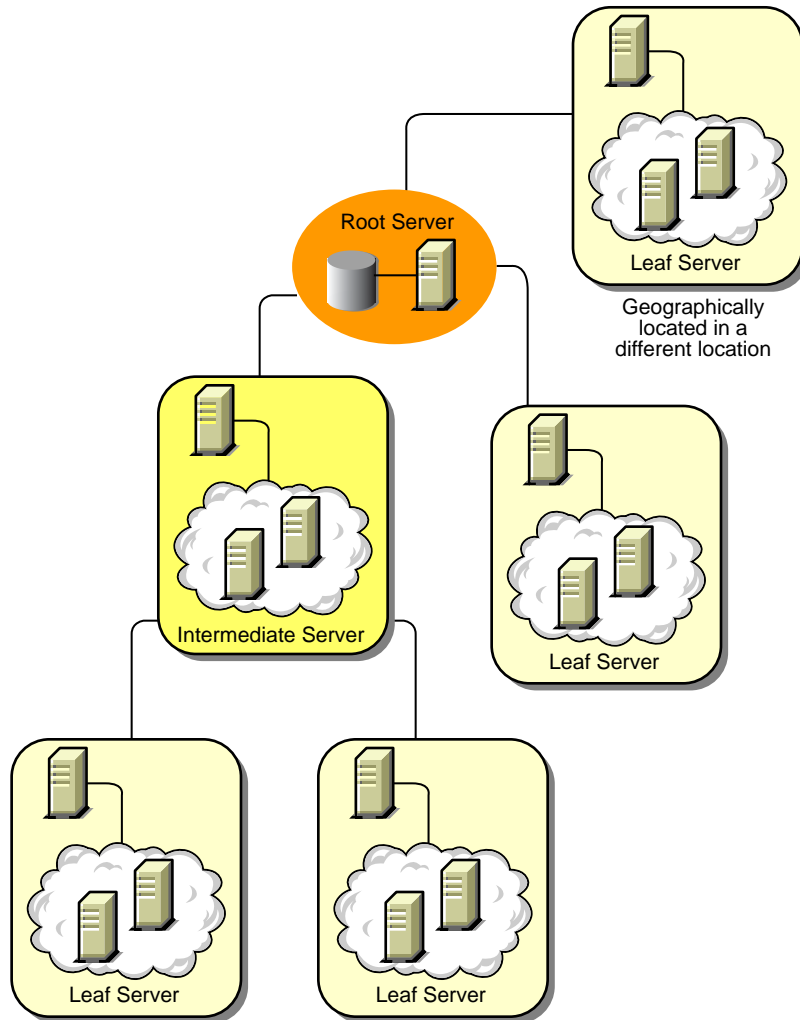 Root Server
Leaf Server
Geographically
located in a
different location
Intermediate Server
Leaf Server
Leaf Server
Leaf Server